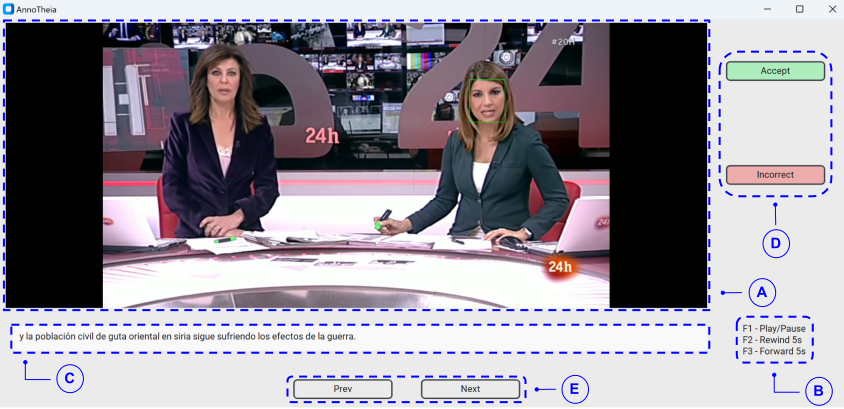 AnnoTheia
#20H
24
24h
24h
Accept
Incorrect
D
A
y la población civil de guta oriental en siria sigue sufriendo los efectos de la guerra.
F1 - Play/Pause
F2 - Rewind 5s
F3 - Forward 5s
C
Prev
Next
E
B